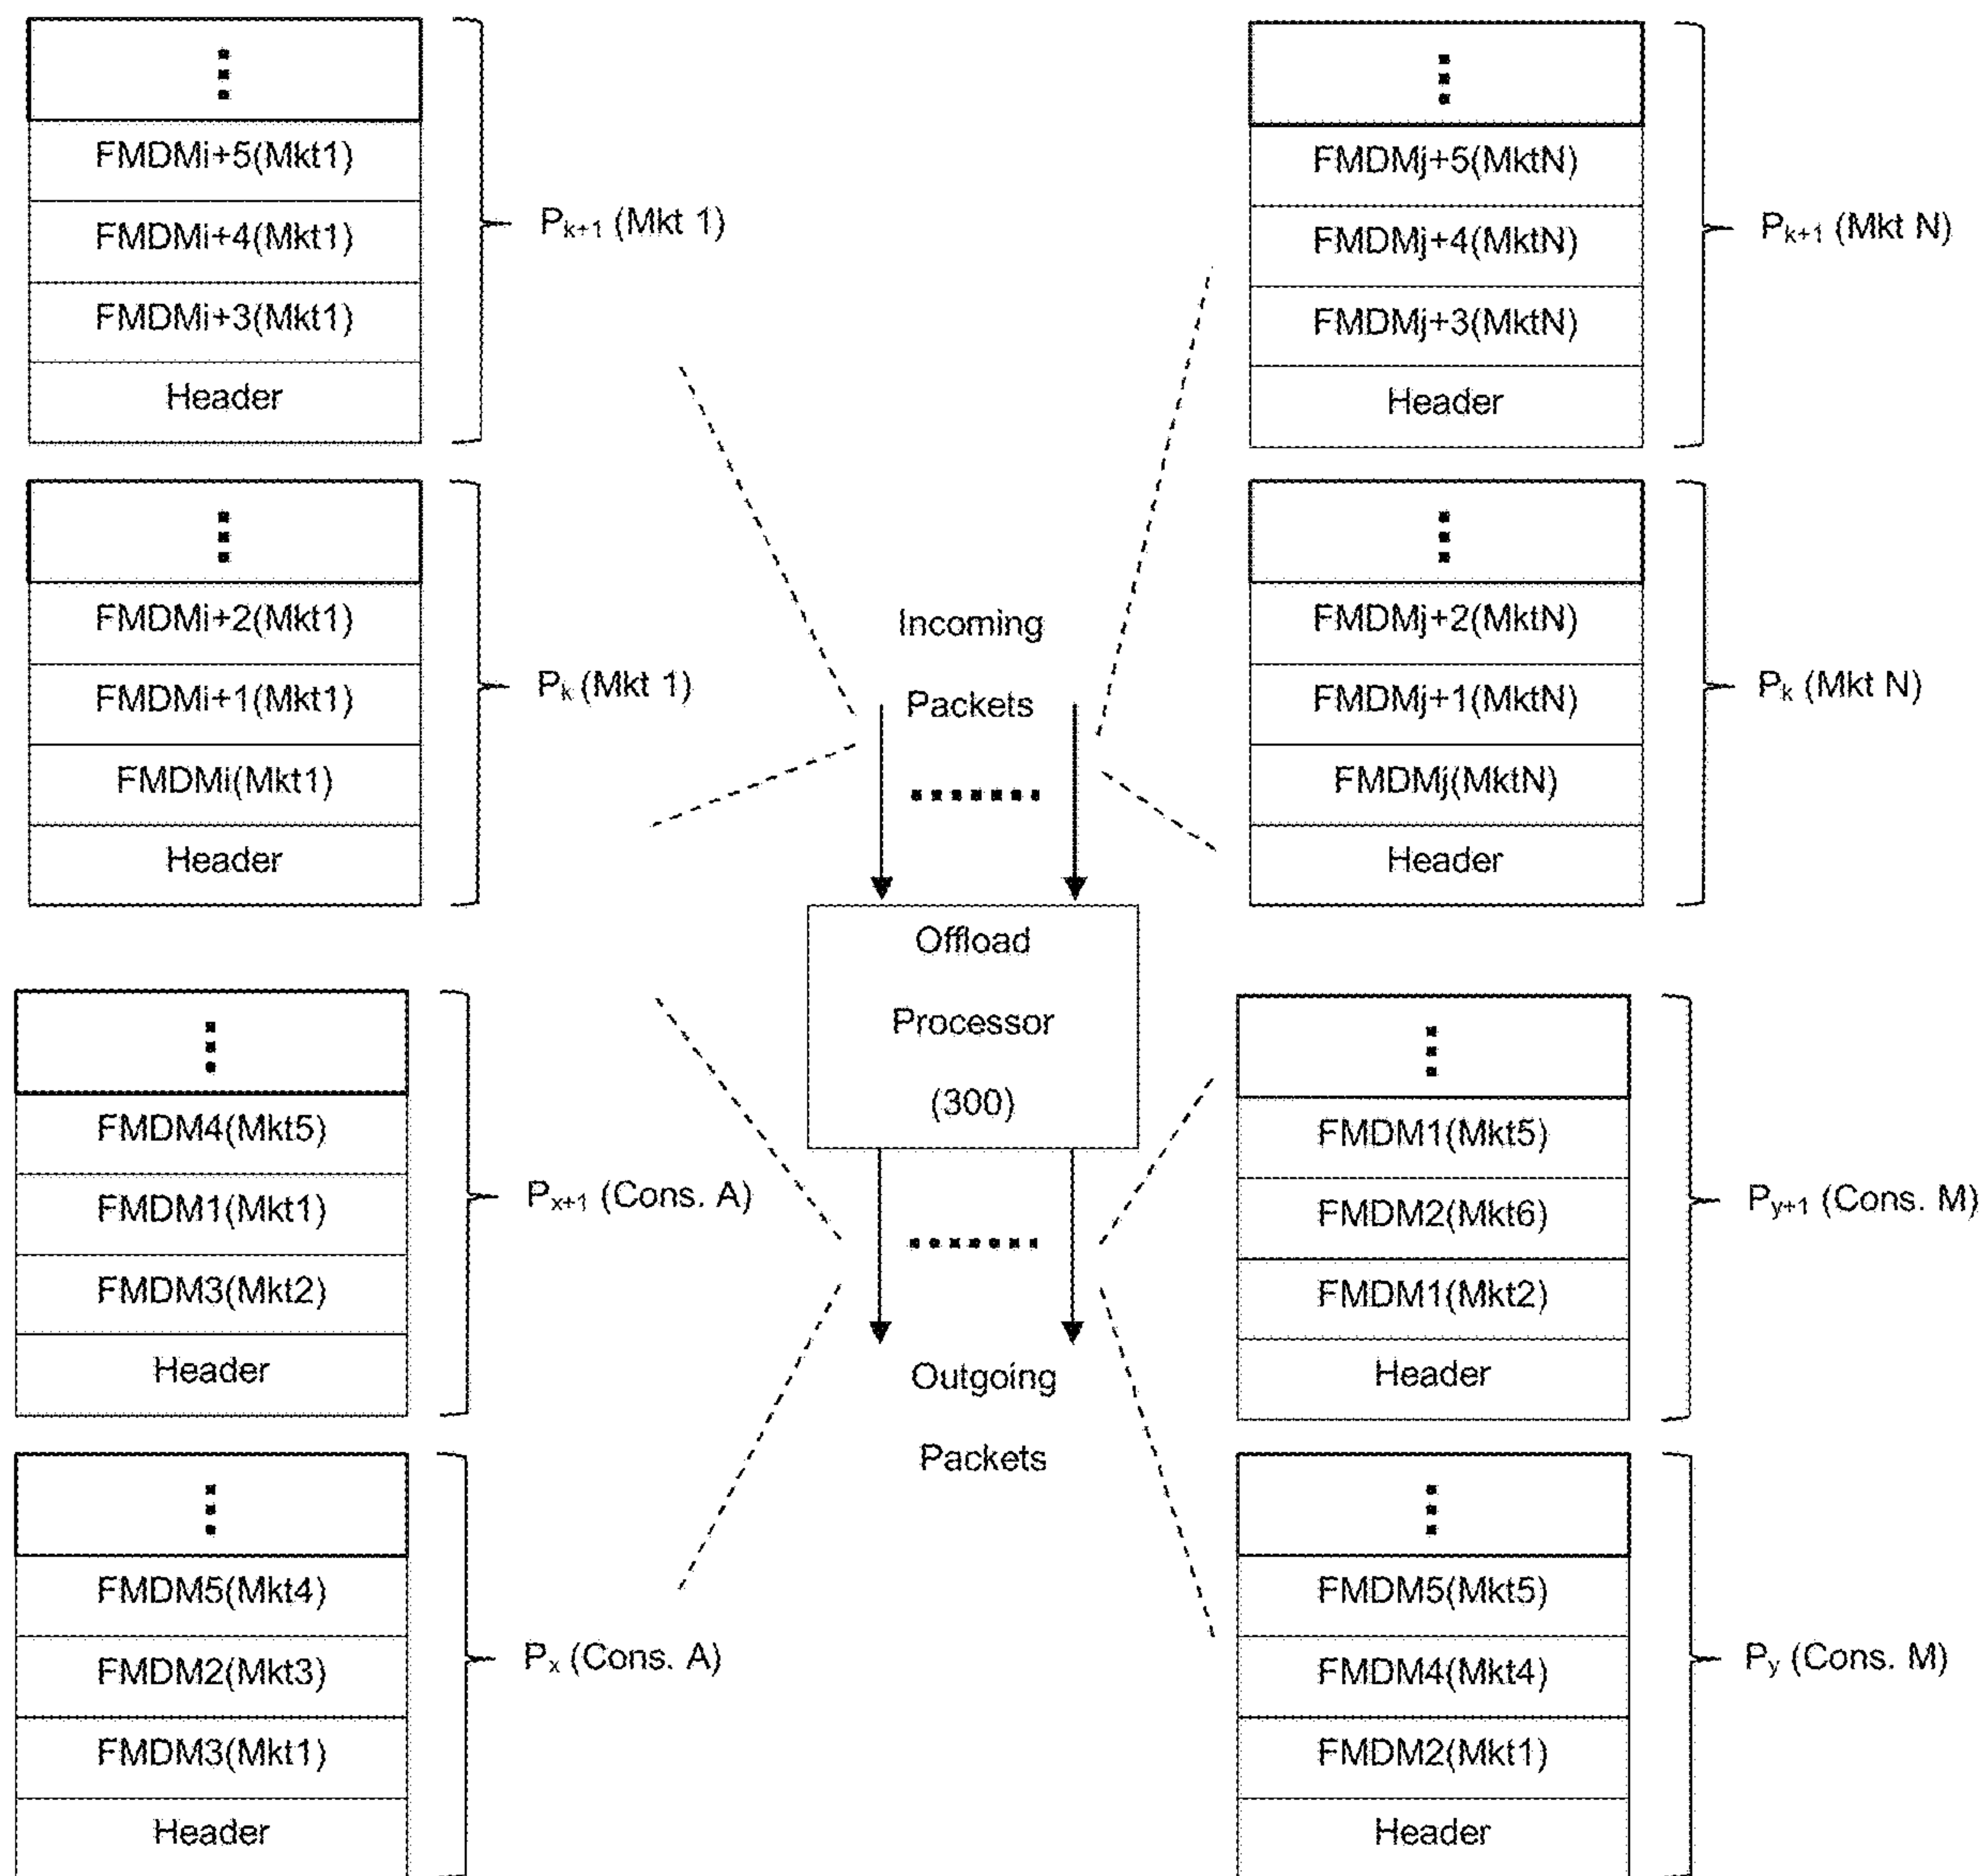 FMDMi+5(Mkt1)
FMDMi+4(Mkt1)
FMDMi+3(Mkt1)
Header
Pk+1 (Mkt 1)
FMDMj+5(MktN)
FMDMj+4(MktN)
FMDMj+3(MktN)
Header
Pk+1 (Mkt N)
FMDMi+2(Mkt1)
FMDMi+1(Mkt1)
FMDMi(Mkt1)
Header
Pk (Mkt 1)
Incoming
Packets
FMDMj+2(MktN)
FMDMj+1(MktN)
FMDMj(MktN)
Header
Pk (Mkt N)
Offload
Processor
(300)
FMDM4(Mkt5)
FMDM1(Mkt1)
FMDM3(Mkt2)
Header
Px+1 (Cons. A)
FMDM1(Mkt5)
FMDM2(Mkt6)
FMDM1(Mkt2)
Header
Py+1 (Cons. M)
Outgoing
Packets
FMDM5(Mkt4)
FMDM2(Mkt3)
FMDM3(Mkt1)
Header
Px (Cons. A)
FMDM5(Mkt5)
FMDM4(Mkt4)
FMDM2(Mkt1)
Header
Py (Cons. M)